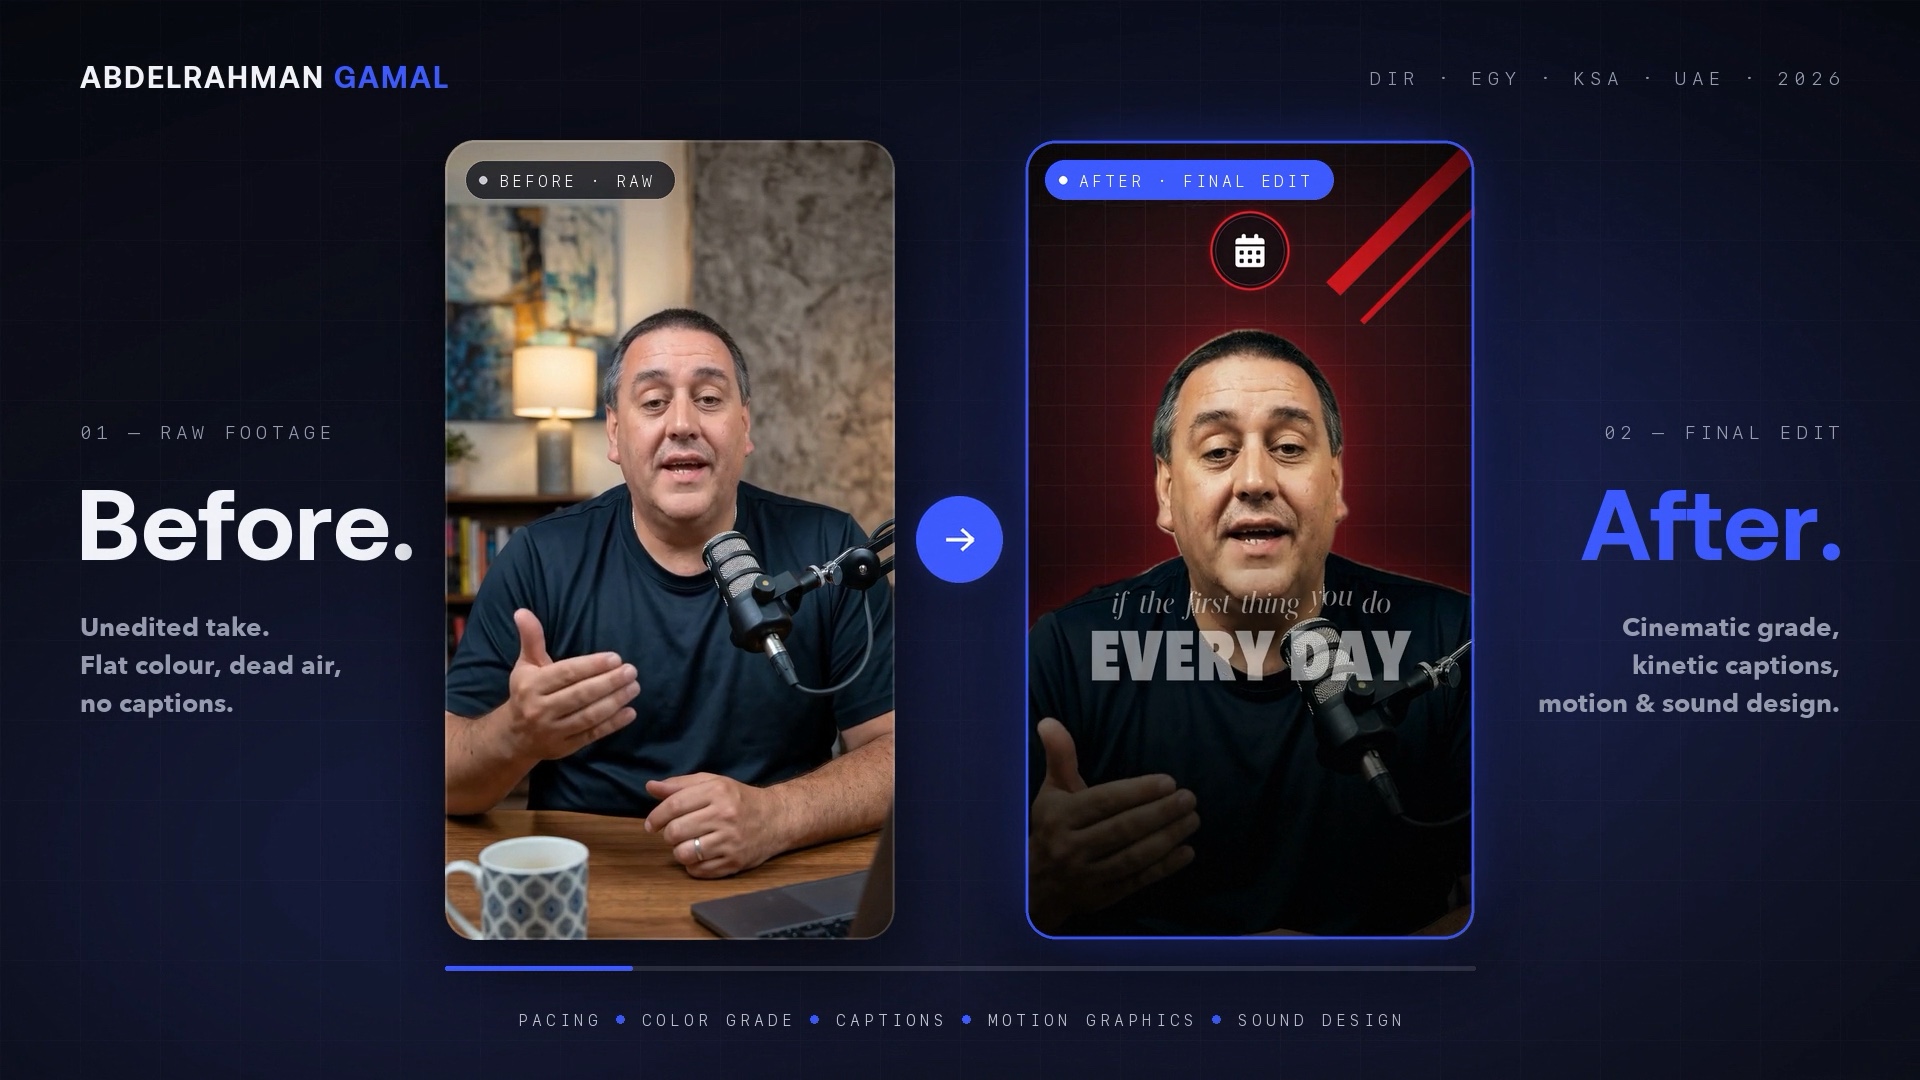 ABDELRAHMAN GAMAL
DIR · EGY · KSA · UAE · 2026
BEFORE · RAW
AFTER · FINAL EDIT
01 — RAW FOOTAGE
Before.
Unedited take.
Flat colour, dead air,
no captions.
if the first thing you do
EVERY DAY
02 — FINAL EDIT
After.
Cinematic grade,
kinetic captions,
motion & sound design.
PACING • COLOR GRADE • CAPTIONS • MOTION GRAPHICS • SOUND DESIGN